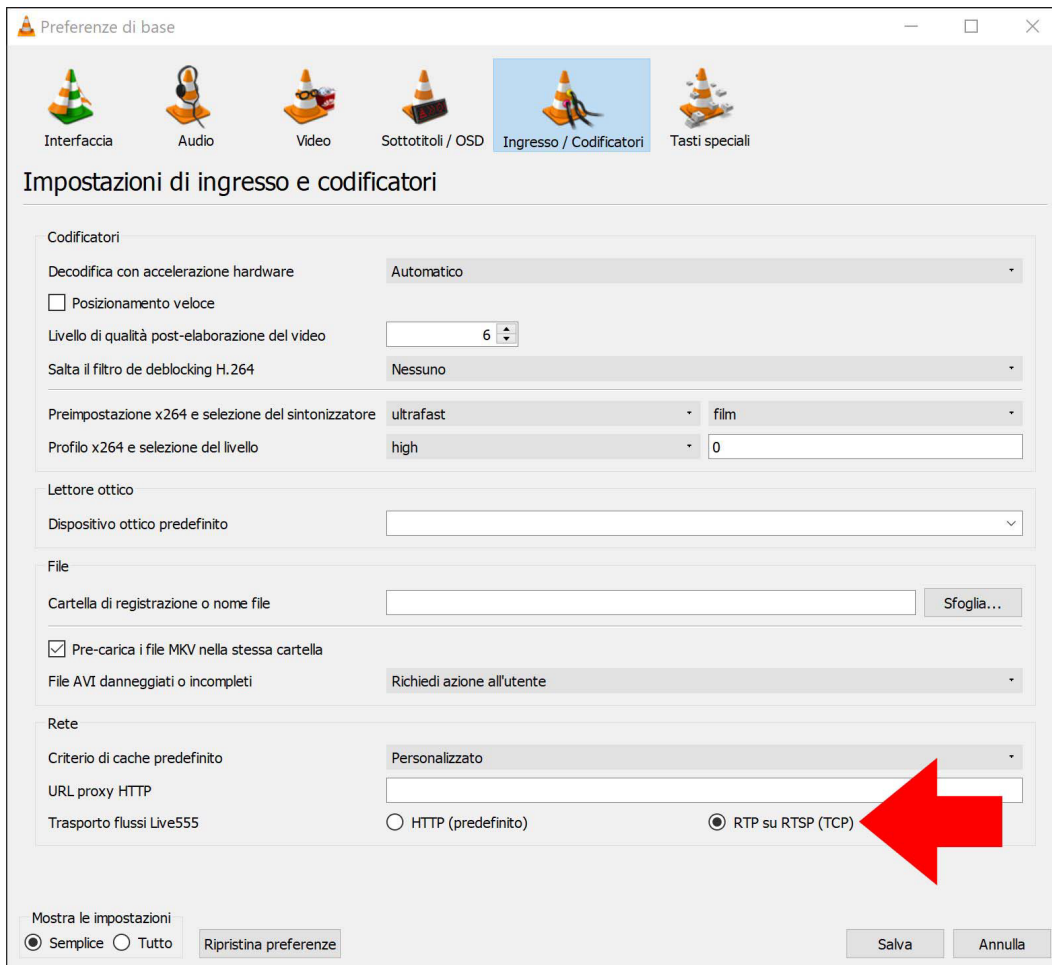 Preferenze di base
Interfaccia
Audio
Video
Sottotitoli / OSD
Ingresso / Codificatori
Tasti speciali
Impostazioni di ingresso e codificatori
Codificatori
Decodifica con accelerazione hardware
Automatico
Posizionamento veloce
Livello di qualità post-elaborazione del video
6
Salta il filtro de deblocking H.264
Nessuno
Preimpostazione x264 e selezione del sintonizzatore
ultrafast
film
Profilo x264 e selezione del livello
high
0
Lettore ottico
Dispositivo ottico predefinito
File
Cartella di registrazione o nome file
Sfoglia...
Pre-carica i file MKV nella stessa cartella
File AVI danneggiati o incompleti
Richiedi azione all'utente
Rete
Criterio di cache predefinito
Personalizzato
URL proxy HTTP
Trasporto flussi Live555
HTTP (predefinito)
RTP su RTSP (TCP)
Mostra le impostazioni
Semplice
Tutto
Ripristina preferenze
Salva
Annulla